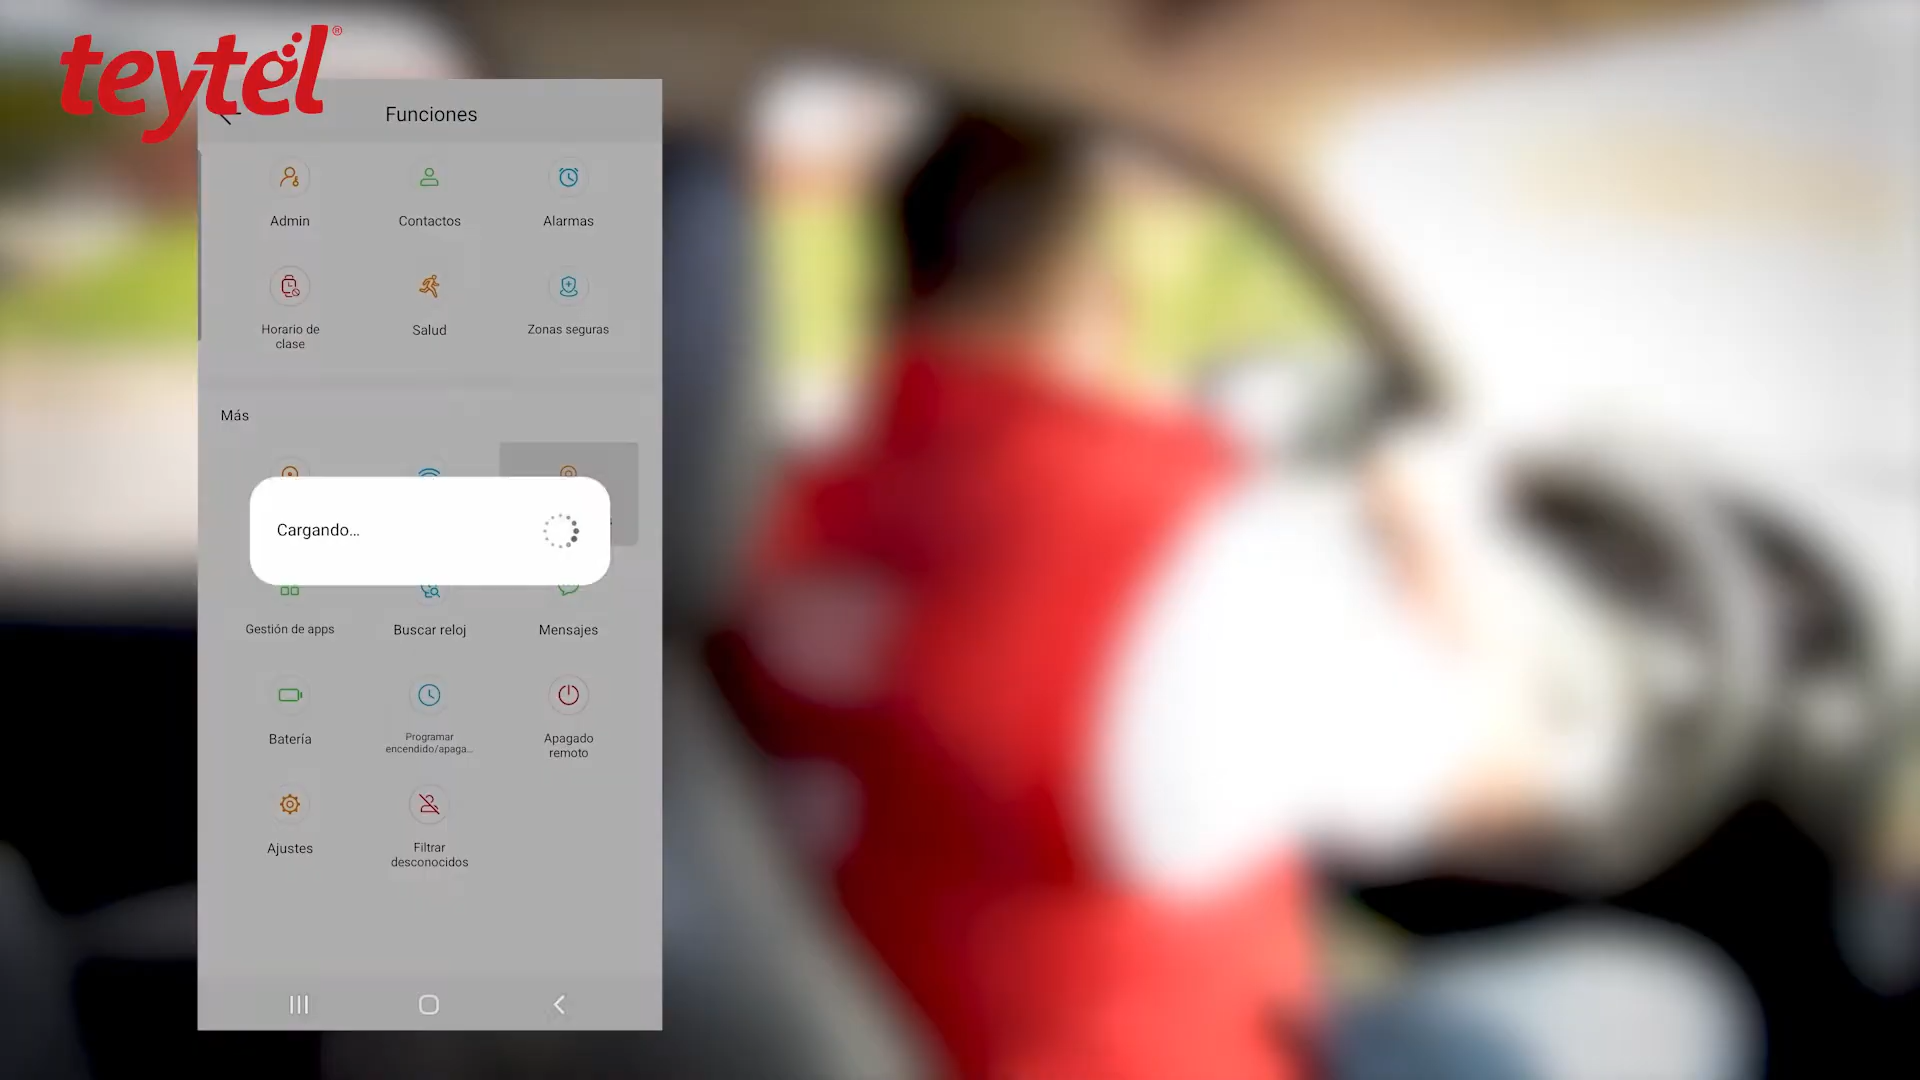 teytel®
Funciones
Admin
Contactos
Alarmas
Horario de
clase
Salud
Zonas seguras
Más
Cargando...
Gestión de apps
Buscar reloj
Mensajes
Batería
Programar
encendido/apaga...
Apagado
remoto
Ajustes
Filtrar
desconocidos